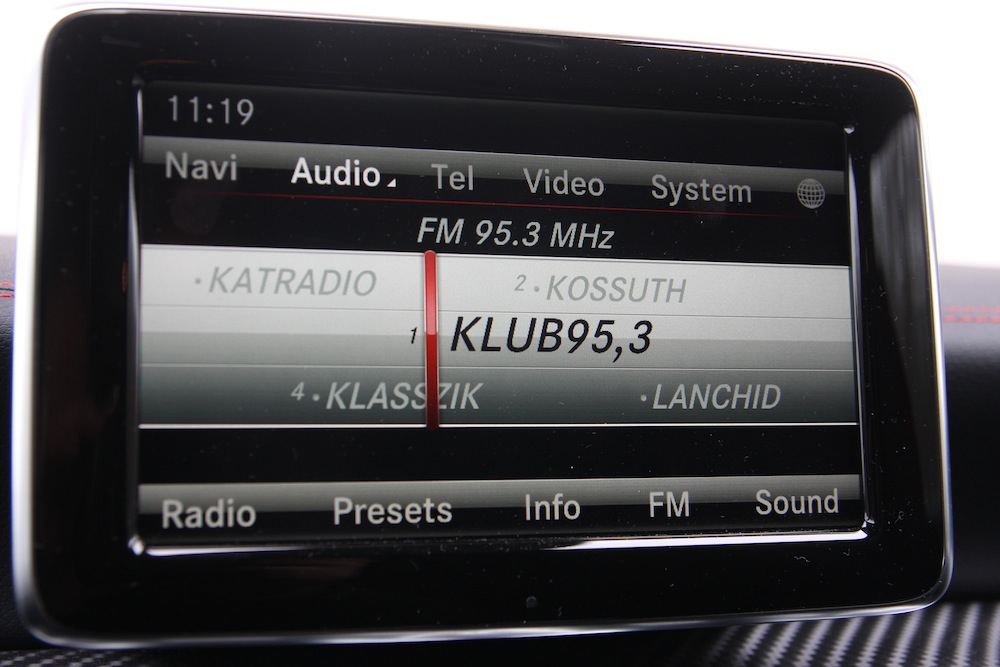 11:19
Navi Audio Tel Video System
FM 95.3 MHz
·KATRADIO 2·KOSSUTH
1 KLUB95,3
4·KLASSZIK ·LANCHID
Radio Presets Info FM Sound